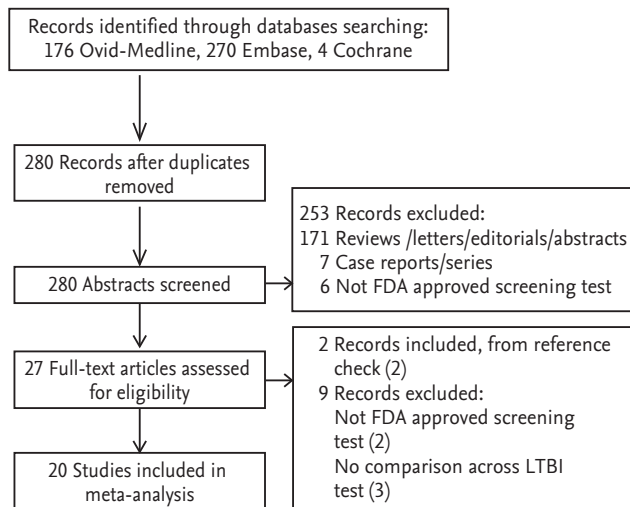 Records identified through databases searching:
176 Ovid-Medline, 270 Embase, 4 Cochrane
280 Records after duplicates
removed
253 Records excluded:
171 Reviews /letters/editorials/abstracts
7 Case reports/series
6 Not FDA approved screening test
280 Abstracts screened
2 Records included, from reference
check (2)
9 Records excluded:
Not FDA approved screening
test (2)
No comparison across LTBI
test (3)
27 Full-text articles assessed
for eligibility
20 Studies included in
meta-analysis